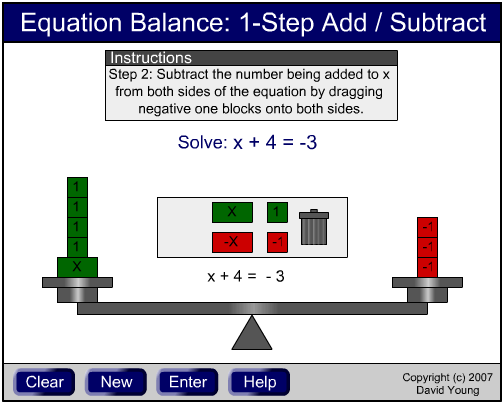 Equation Balance: 1-Step Add / Subtract
Instructions
Step 2: Subtract the number being added to x
from both sides of the equation by dragging
negative one blocks onto both sides.
Solve: x + 4 = -3
1
1
1
1
X
X 1
-X -1
-1
-1
-1
x + 4 = - 3
Clear New Enter Help
Copyright (c) 2007
David Young